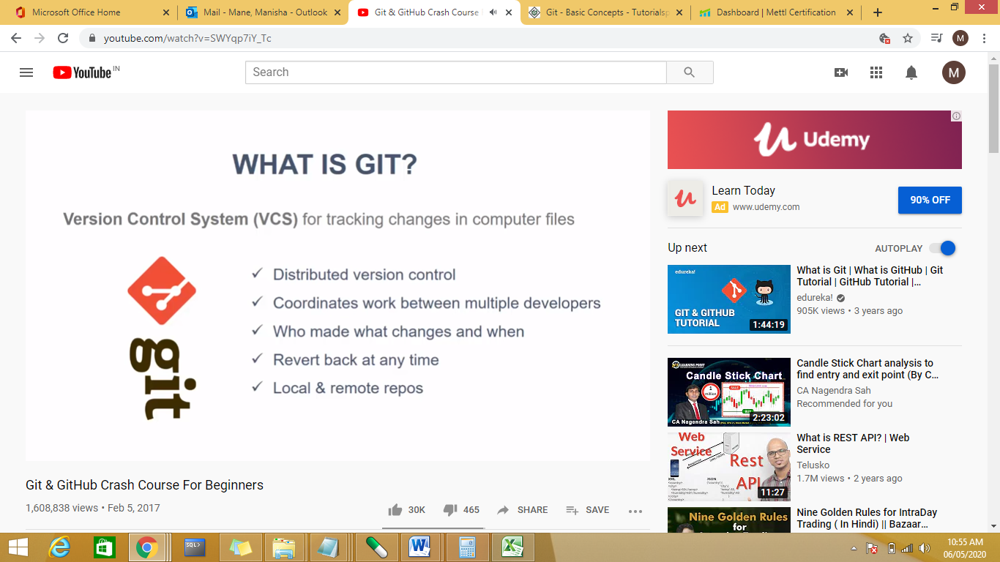 Microsoft Office Home
Mail - Mane, Manisha - Outlook
Git & GitHub Crash Course
Git - Basic Concepts - Tutorialsp
Dashboard | Mettl Certification
youtube.com/watch?v=SWYqp7iY_Tc
M
YouTube IN
Search
M
WHAT IS GIT?
Version Control System (VCS) for tracking changes in computer files
✓ Distributed version control
✓ Coordinates work between multiple developers
✓ Who made what changes and when
✓ Revert back at any time
✓ Local & remote repos
git
Git & GitHub Crash Course For Beginners
1,608,838 views • Feb 5, 2017
30K
465
SHARE
SAVE
Udemy
Learn Today
Ad www.udemy.com
90% OFF
Up next
AUTOPLAY
edureka!
GIT & GITHUB
TUTORIAL
1:44:19
What is Git | What is GitHub | Git
Tutorial | GitHub Tutorial |...
edureka!
905K views • 3 years ago
LEARNING POINT
Candle Stick Chart
1
million
SALE
BUY
CA Nagendra Sah
2:23:02
Candle Stick Chart analysis to
find entry and exit point (By C...
CA Nagendra Sah
Recommended for you
Web
Service
Rest
API
XML
JSON
11:27
What is REST API? | Web
Service
Telusko
1.7M views • 2 years ago
Nine Golden Rules
for
Nine Golden Rules for IntraDay
Trading ( In Hindi) || Bazaar...
SQL>
10:55 AM
06/05/2020